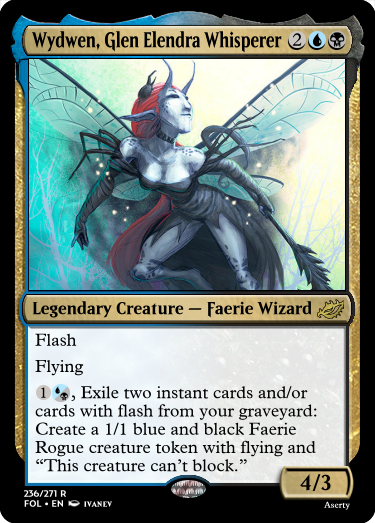 Wydwen, Glen Elendra Whisperer 2
Legendary Creature — Faerie Wizard
Flash
Flying
1, Exile two instant cards and/or
cards with flash from your graveyard:
Create a 1/1 blue and black Faerie
Rogue creature token with flying and
“This creature can't block.”
4/3
236/271 R
FOL • EN IVANEV
Aserty